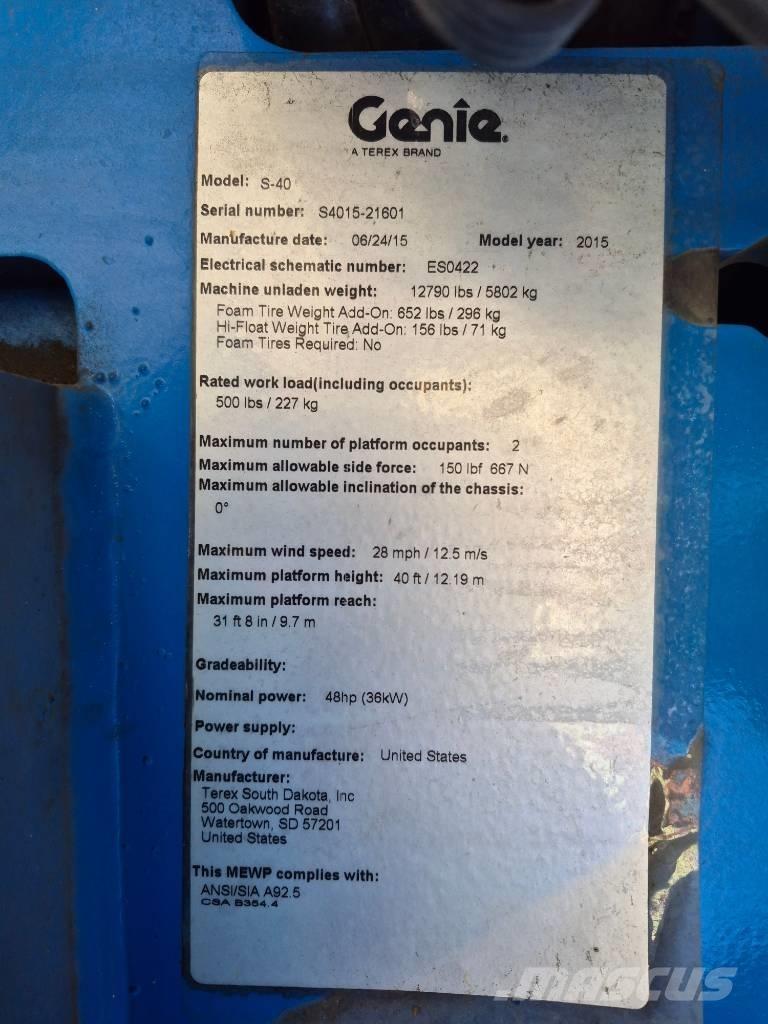 Genie.
A TEREX BRAND
Model: S-40
Serial number: S4015-21601
Manufacture date: 06/24/15 Model year: 2015
Electrical schematic number: ES0422
Machine unladen weight: 12790 lbs / 5802 kg
Foam Tire Weight Add-On: 652 lbs / 296 kg
Hi-Float Weight Tire Add-On: 156 lbs / 71 kg
Foam Tires Required: No
Rated work load(including occupants):
500 lbs / 227 kg
Maximum number of platform occupants: 2
Maximum allowable side force: 150 lbf 667 N
Maximum allowable inclination of the chassis:
0°
Maximum wind speed: 28 mph / 12.5 m/s
Maximum platform height: 40 ft / 12.19 m
Maximum platform reach:
31 ft 8 in / 9.7 m
Gradeability:
Nominal power: 48hp (36kW)
Power supply:
Country of manufacture: United States
Manufacturer:
Terex South Dakota, Inc
500 Oakwood Road
Watertown, SD 57201
United States
This MEWP complies with:
ANSI/SIA A92.5
CSA B354.4
MASCUS